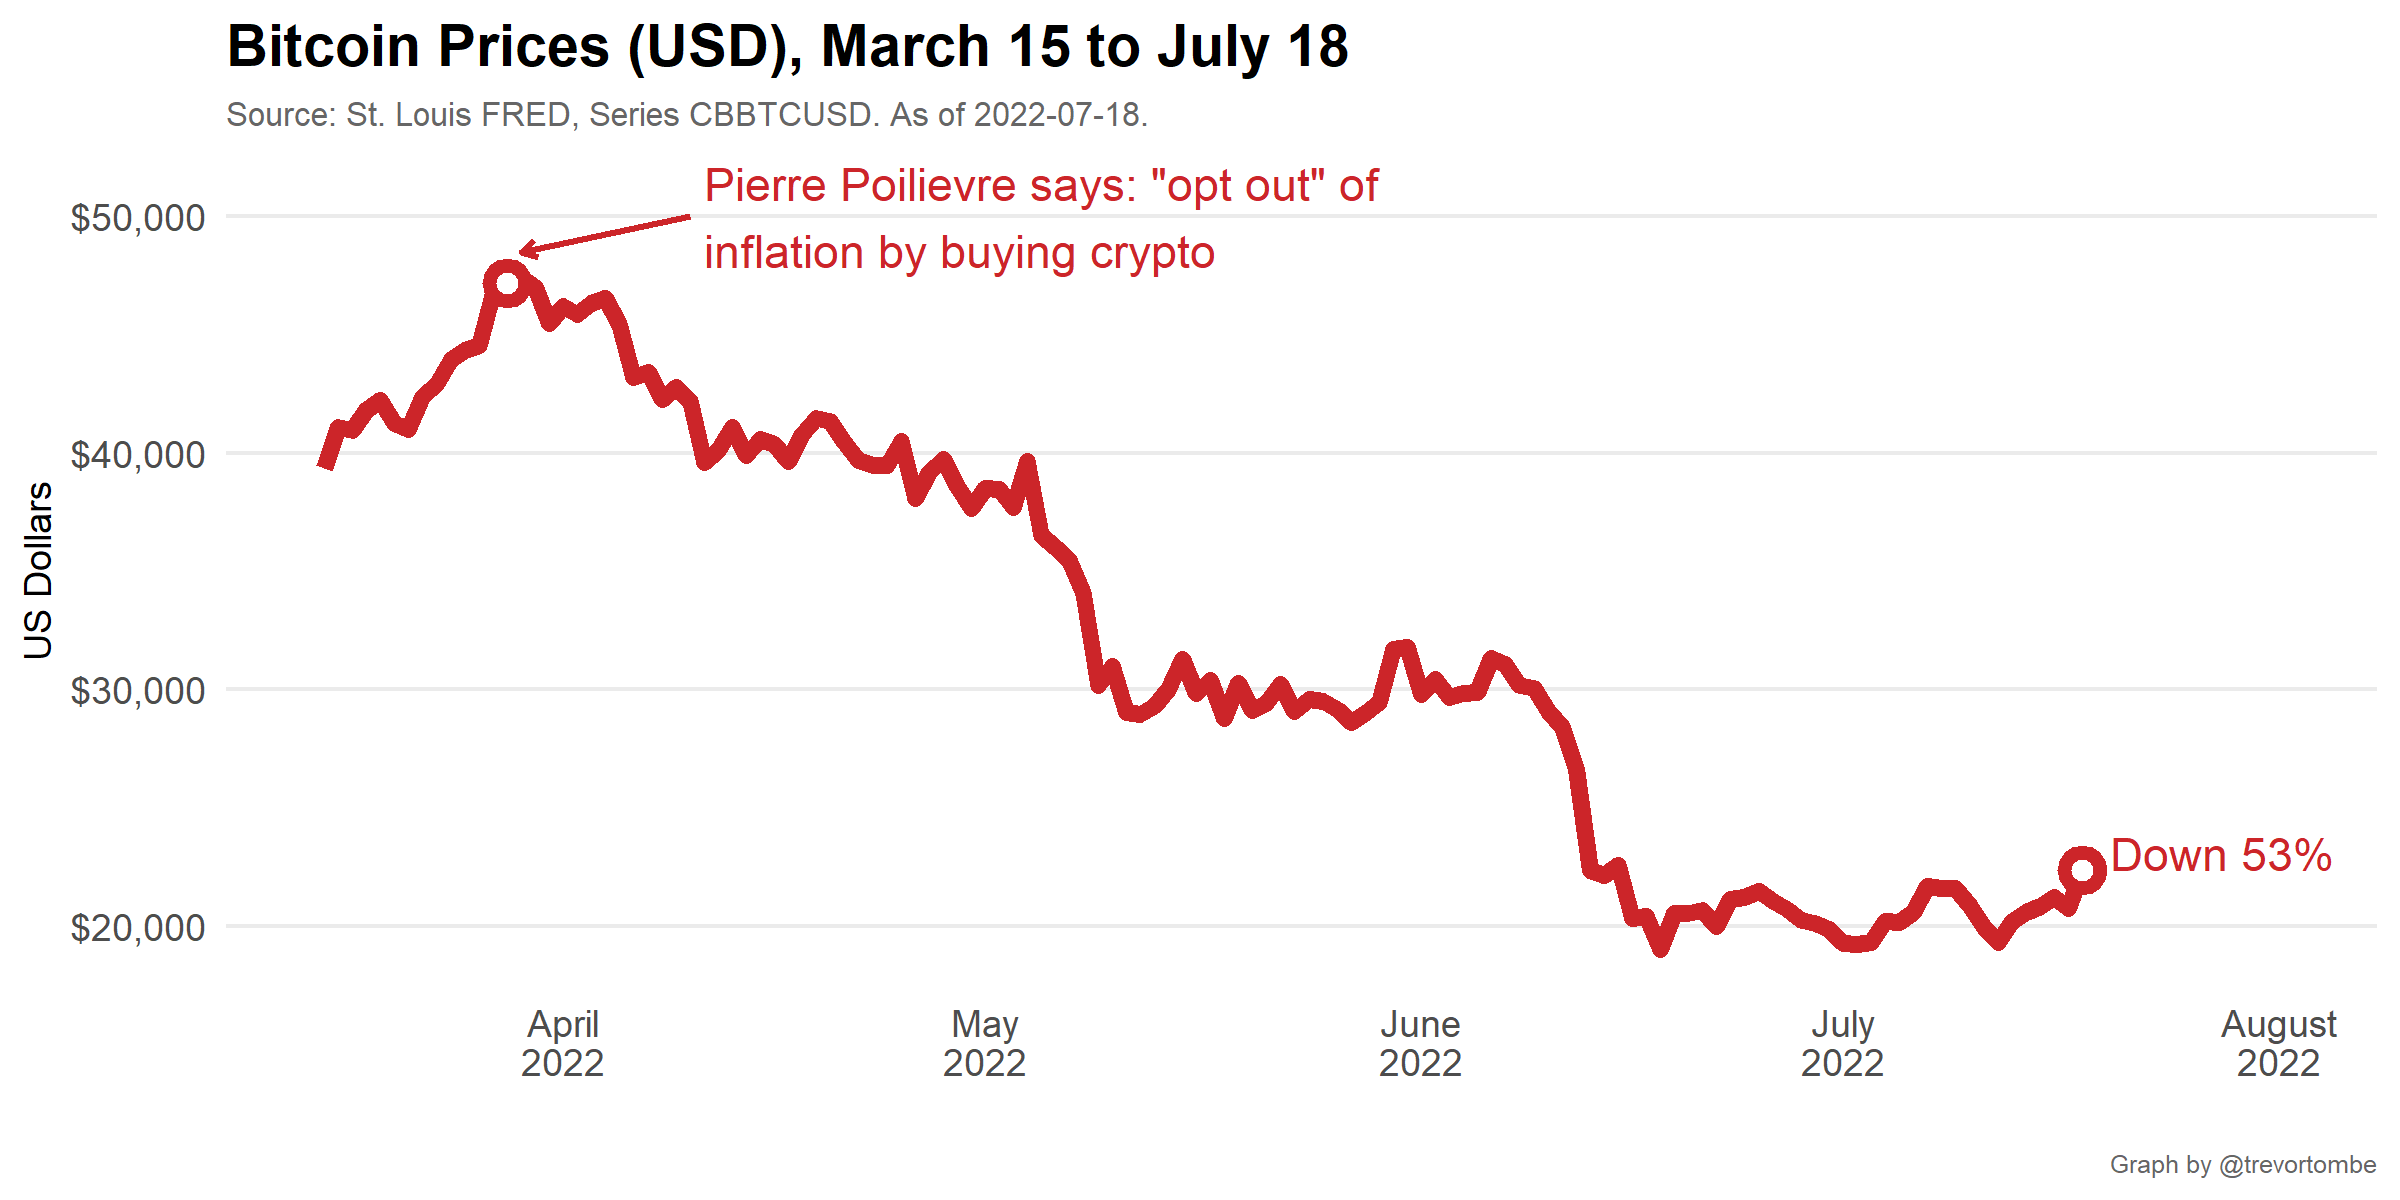 Bitcoin Prices (USD), March 15 to July 18
Source: St. Louis FRED, Series CBBTCUSD. As of 2022-07-18.
Pierre Poilievre says: "opt out" of
inflation by buying crypto
$50,000
$40,000
$30,000
$20,000
US Dollars
Down 53%
April
2022
May
2022
June
2022
July
2022
August
2022
Graph by @trevortombe